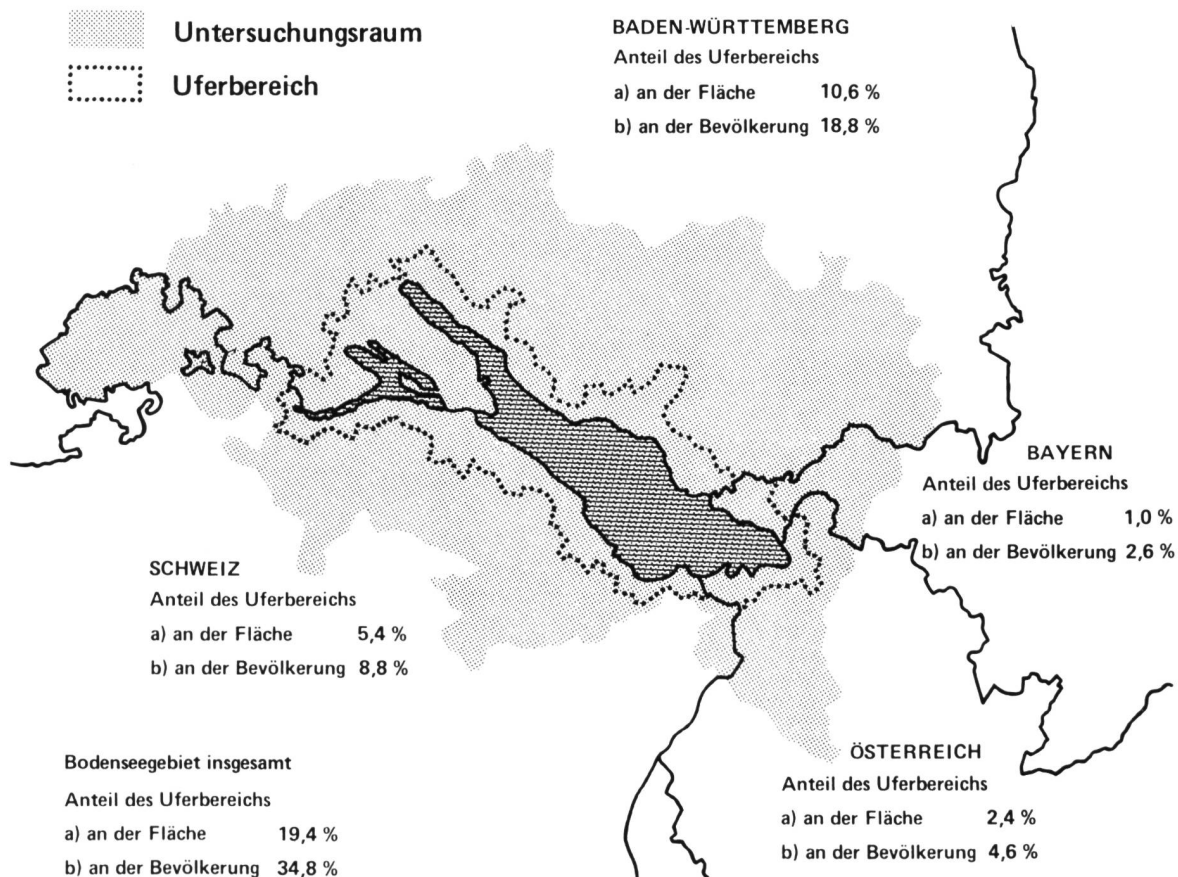 Untersuchungsraum
Uferbereich
BADEN-WÜRTTEMBERG
Anteil des Uferbereichs
a) an der Fläche 10,6 %
b) an der Bevölkerung 18,8 %
BAYERN
Anteil des Uferbereichs
a) an der Fläche 1,0 %
b) an der Bevölkerung 2,6 %
SCHWEIZ
Anteil des Uferbereichs
a) an der Fläche 5,4 %
b) an der Bevölkerung 8,8 %
ÖSTERREICH
Anteil des Uferbereichs
a) an der Fläche 2,4 %
b) an der Bevölkerung 4,6 %
Bodenseegebiet insgesamt
Anteil des Uferbereichs
a) an der Fläche 19,4 %
b) an der Bevölkerung 34,8 %